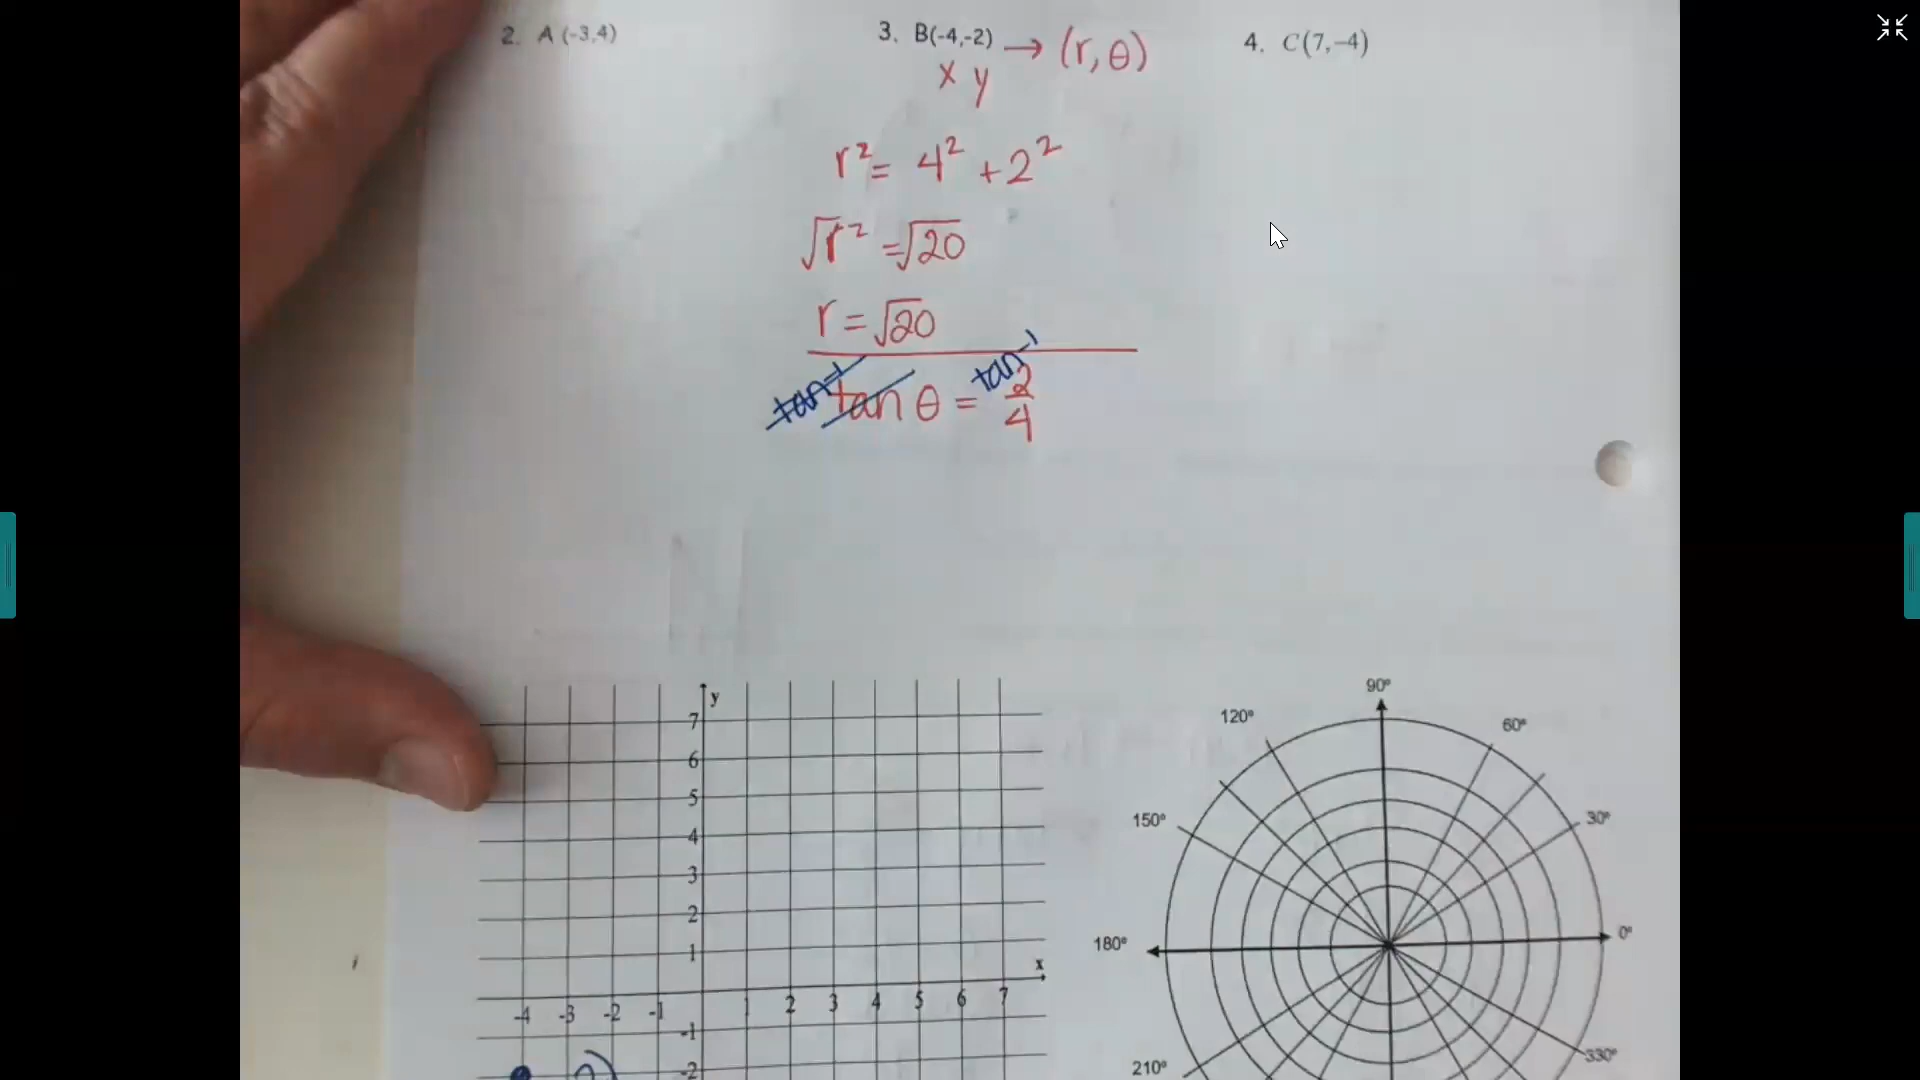 2. A (-3,4)
3. B(-4,-2) → (r, θ)
x y
4. C(7,-4)
r² = 4² + 2²
√r² = √20
r = √20
tan⁻¹ tan θ = tan⁻¹ 2/4
y
7
6
5
4
3
2
1
x
-4 -3 -2 -1 1 2 3 4 5 6 7
-1
-2
90°
120° 60°
150° 30°
180° 0°
210° 330°